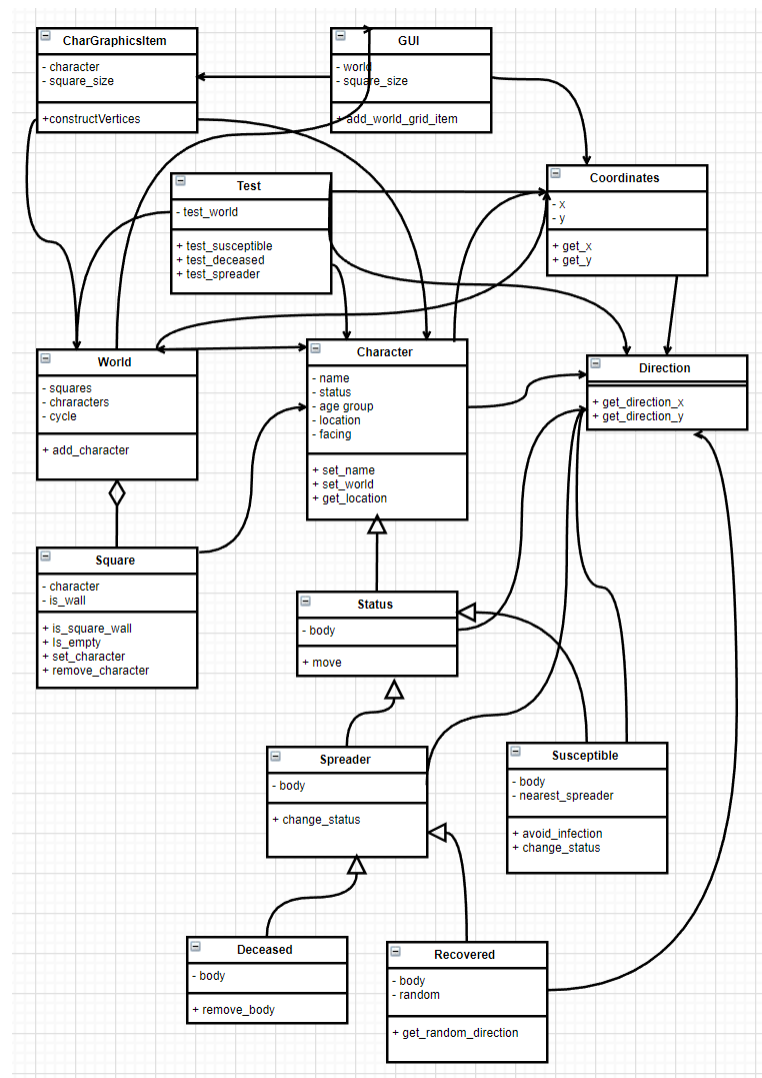 CharGraphicsItem
- character
- square_size
+constructVertices
GUI
- world
- square_size
+ add_world_grid_item
Test
- test_world
+ test_susceptible
+ test_deceased
+ test_spreader
Coordinates
- x
- y
+ get_x
+ get_y
World
- squares
- chraracters
- cycle
+ add_character
Character
- name
- status
- age group
- location
- facing
+ set_name
+ set_world
+ get_location
Direction
+ get_direction_x
+ get_direction_y
Square
- character
- is_wall
+ is_square_wall
+ Is_empty
+ set_character
+ remove_character
Status
- body
+ move
Spreader
- body
+ change_status
Susceptible
- body
- nearest_spreader
+ avoid_infection
+ change_status
Deceased
- body
+ remove_body
Recovered
- body
- random
+ get_random_direction